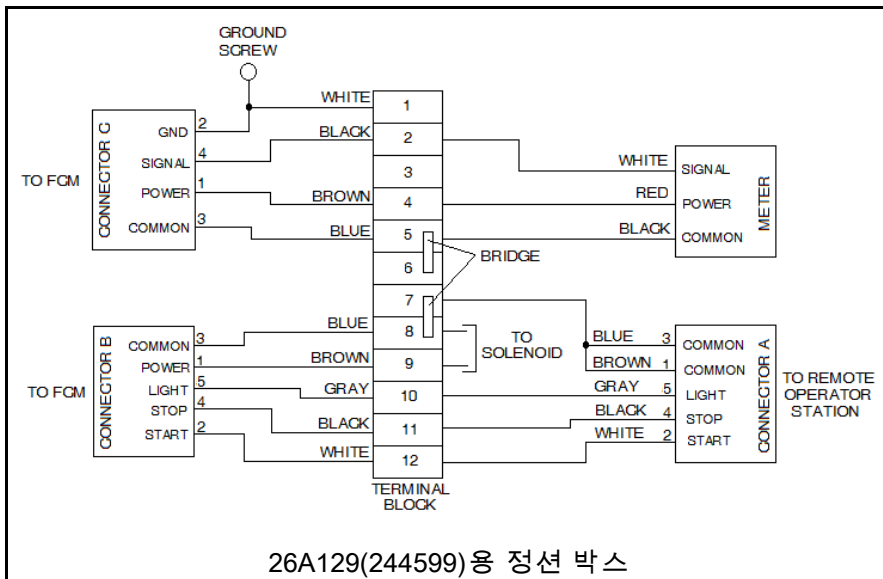 GROUND
SCREW
TO FCM
CONNECTOR C
GND 2
SIGNAL 4
POWER 1
COMMON 3
WHITE
BLACK
BROWN
BLUE
1
2
3
4
5
6
7
8
9
10
11
12
TERMINAL
BLOCK
BRIDGE
WHITE
RED
BLACK
SIGNAL
POWER
COMMON
METER
TO FCM
CONNECTOR B
COMMON 3
POWER 1
LIGHT 5
STOP 4
START 2
BLUE
BROWN
GRAY
BLACK
WHITE
TO
SOLENOID
BLUE 3
BROWN 1
GRAY 5
BLACK 4
WHITE 2
COMMON
COMMON
LIGHT
STOP
START
CONNECTOR A
TO REMOTE
OPERATOR
STATION
26A129(244599)용 정션 박스